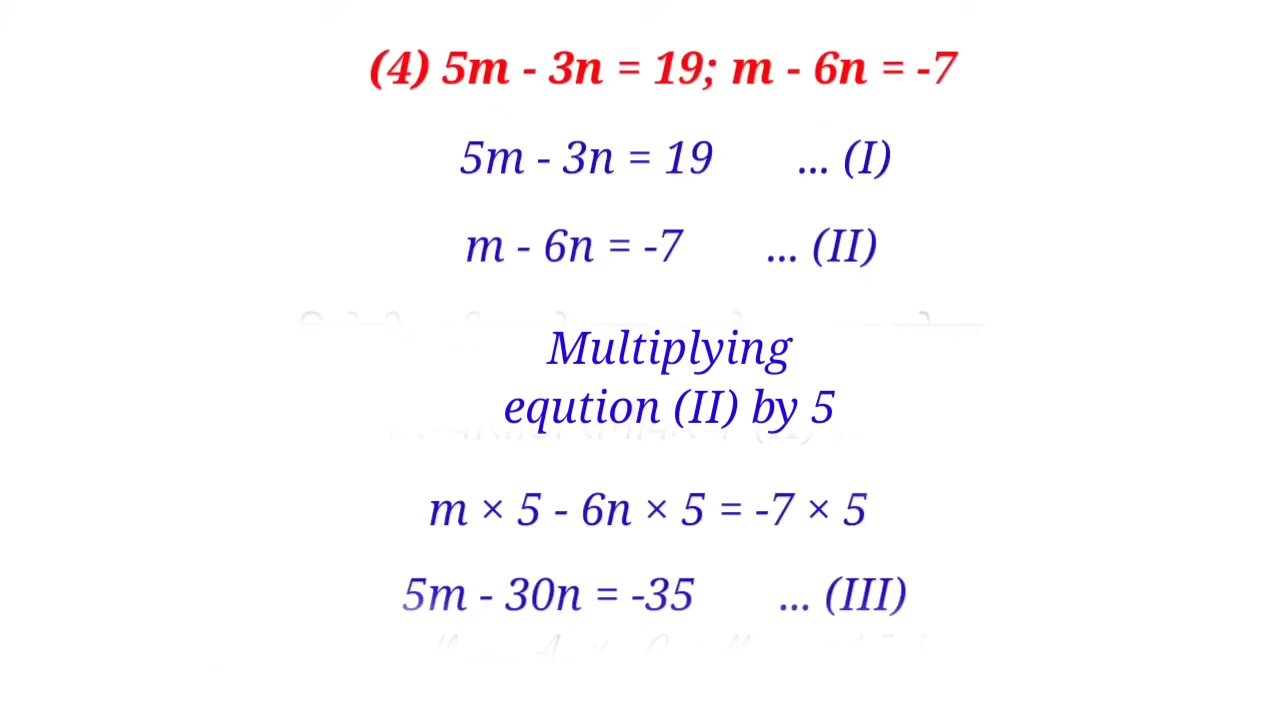 (4) 5m - 3n = 19; m - 6n = -7
5m - 3n = 19 ... (I)
m - 6n = -7 ... (II)
Multiplying
eqution (II) by 5
m × 5 - 6n × 5 = -7 × 5
5m - 30n = -35 ... (III)